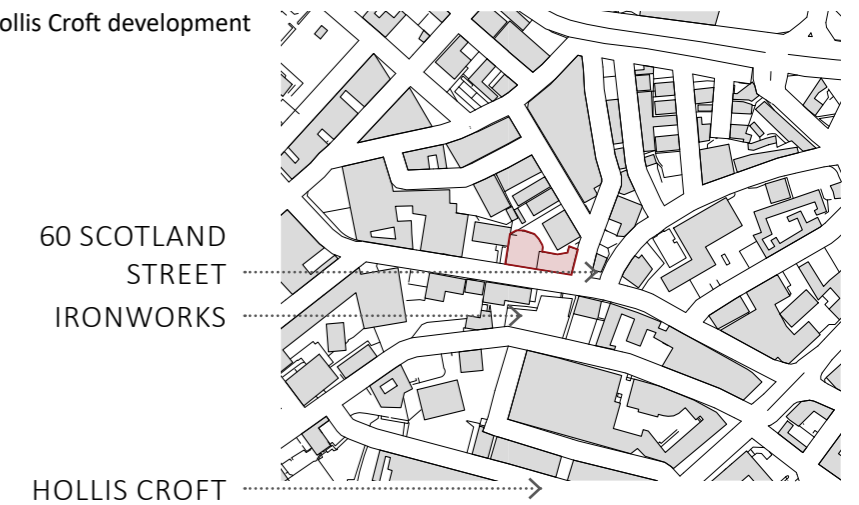 ollis Croft development
60 SCOTLAND
STREET
IRONWORKS
HOLLIS CROFT